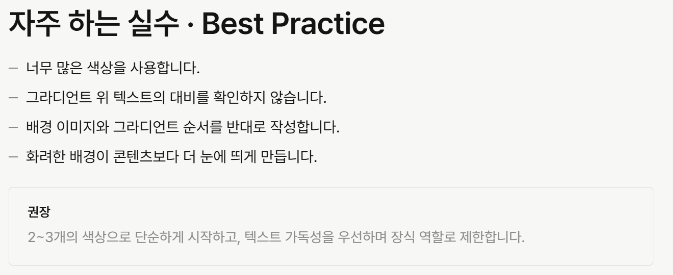 자주 하는 실수 · Best Practice
– 너무 많은 색상을 사용합니다.
– 그라디언트 위 텍스트의 대비를 확인하지 않습니다.
– 배경 이미지와 그라디언트 순서를 반대로 작성합니다.
– 화려한 배경이 콘텐츠보다 더 눈에 띄게 만듭니다.
권장
2~3개의 색상으로 단순하게 시작하고, 텍스트 가독성을 우선하며 장식 역할로 제한합니다.